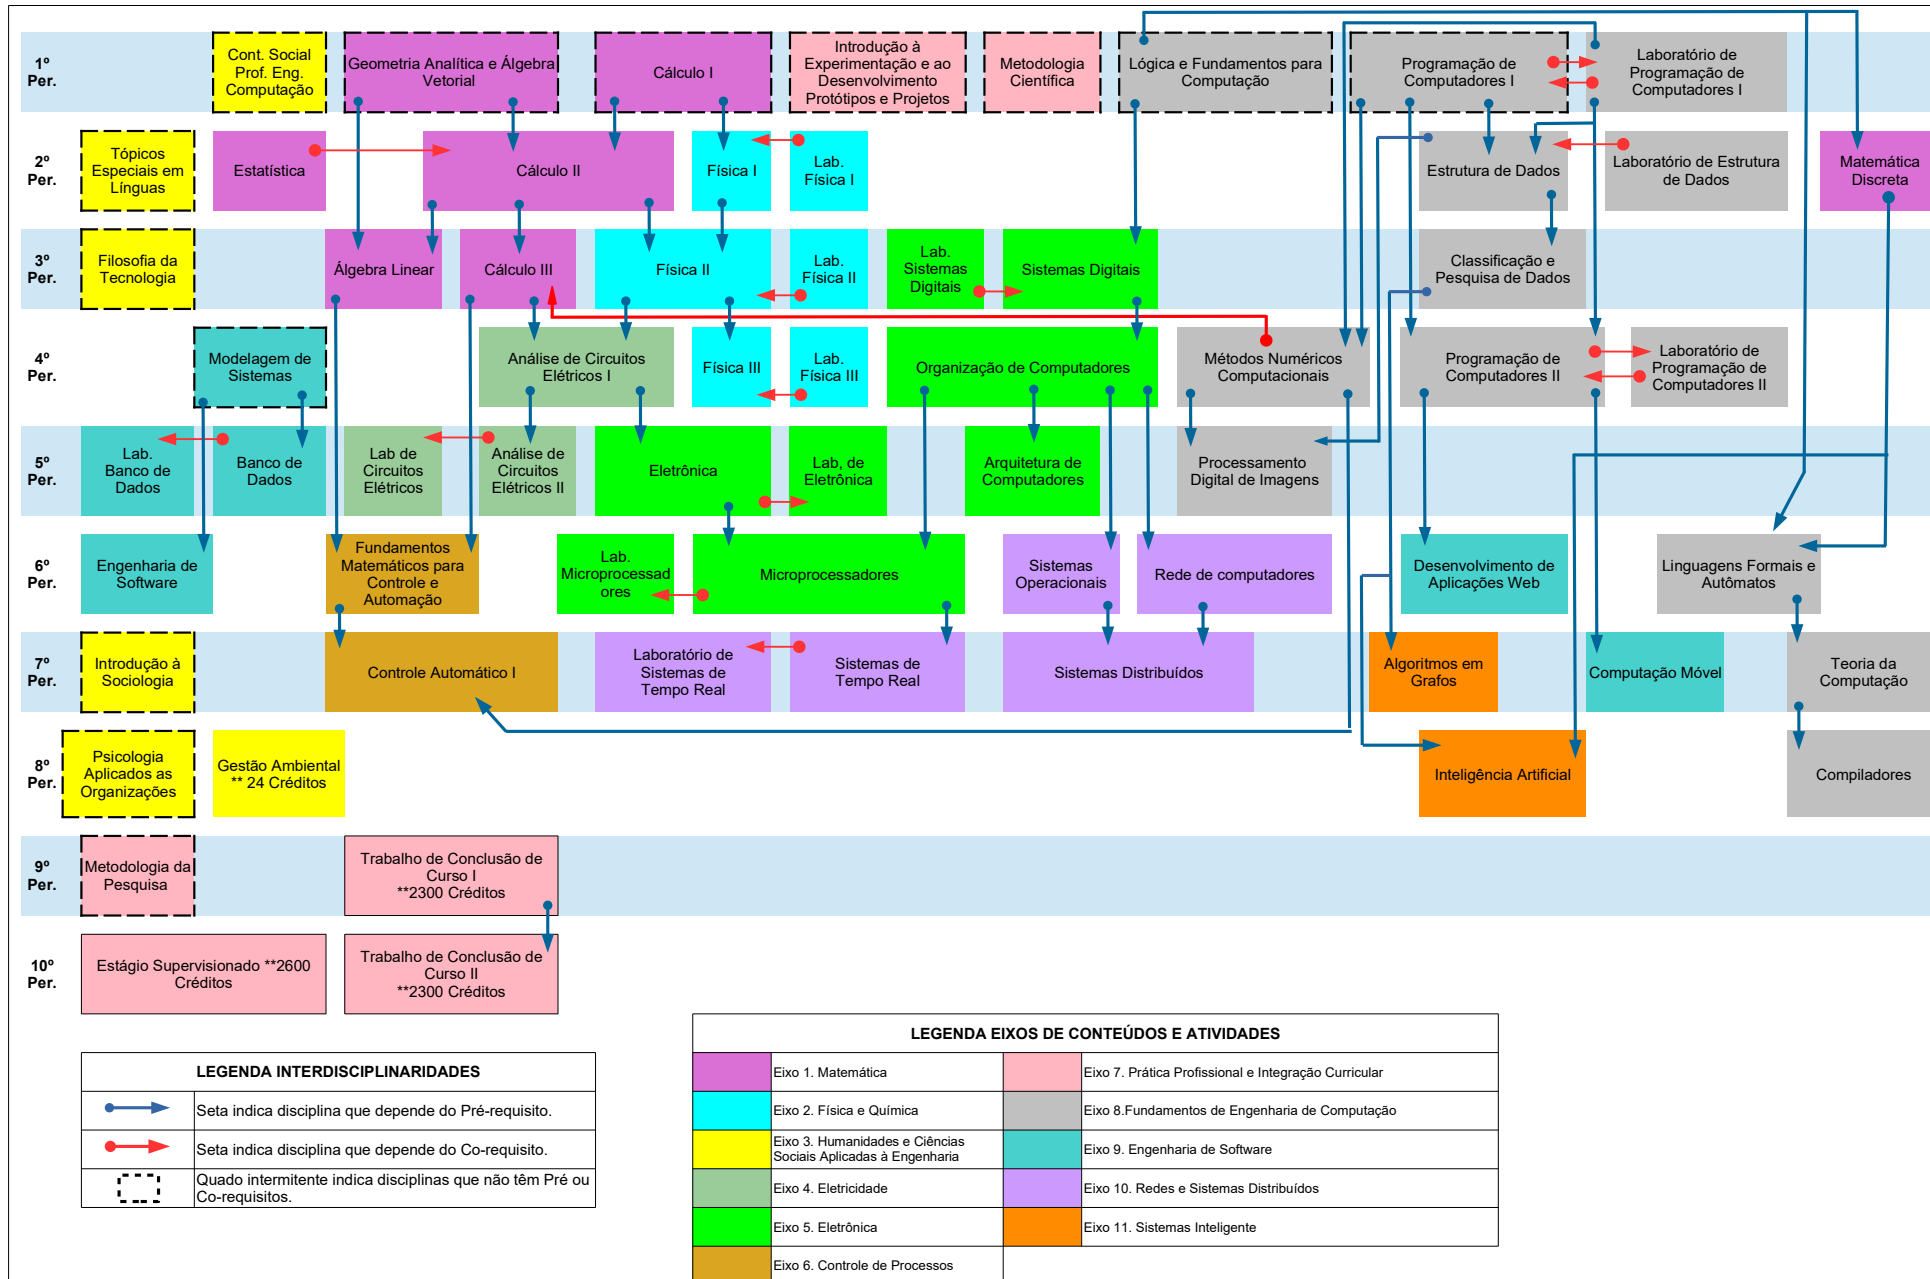 1º
Per.
Cont. Social
Prof. Eng.
Computação
Geometria Analítica e Álgebra
Vetorial
Cálculo I
Introdução à
Experimentação e ao
Desenvolvimento
Protótipos e Projetos
Metodologia
Científica
Lógica e Fundamentos para
Computação
Programação de
Computadores I
Laboratório de
Programação de
Computadores I
2º
Per.
Tópicos
Especiais em
Línguas
Estatística
Cálculo II
Física I
Lab.
Física I
Estrutura de Dados
Laboratório de Estrutura
de Dados
Matemática
Discreta
3º
Per.
Filosofia da
Tecnologia
Álgebra Linear
Cálculo III
Física II
Lab.
Física II
Lab.
Sistemas
Digitais
Sistemas Digitais
Classificação e
Pesquisa de Dados
4º
Per.
Modelagem de
Sistemas
Análise de Circuitos
Elétricos I
Física III
Lab.
Física III
Organização de Computadores
Métodos Numéricos
Computacionais
Programação de
Computadores II
Laboratório de
Programação de
Computadores II
5º
Per.
Lab.
Banco de
Dados
Banco de
Dados
Lab de
Circuitos
Elétricos
Análise de
Circuitos
Elétricos II
Eletrônica
Lab, de
Eletrônica
Arquitetura de
Computadores
Processamento
Digital de Imagens
6º
Per.
Engenharia de
Software
Fundamentos
Matemáticos para
Controle e
Automação
Lab.
Microprocessad
ores
Microprocessadores
Sistemas
Operacionais
Rede de computadores
Desenvolvimento de
Aplicações Web
Linguagens Formais e
Autômatos
7º
Per.
Introdução à
Sociologia
Controle Automático I
Laboratório de
Sistemas de
Tempo Real
Sistemas de
Tempo Real
Sistemas Distribuídos
Algoritmos em
Grafos
Computação Móvel
Teoria da
Computação
8º
Per.
Psicologia
Aplicados as
Organizações
Gestão Ambiental
** 24 Créditos
Inteligência Artificial
Compiladores
9º
Per.
Metodologia da
Pesquisa
Trabalho de Conclusão de
Curso I
**2300 Créditos
10º
Per.
Estágio Supervisionado **2600
Créditos
Trabalho de Conclusão de
Curso II
**2300 Créditos
LEGENDA INTERDISCIPLINARIDADES
Seta indica disciplina que depende do Pré-requisito.
Seta indica disciplina que depende do Co-requisito.
Quado intermitente indica disciplinas que não têm Pré ou
Co-requisitos.
LEGENDA EIXOS DE CONTEÚDOS E ATIVIDADES
Eixo 1. Matemática
Eixo 7. Prática Profissional e Integração Curricular
Eixo 2. Física e Química
Eixo 8.Fundamentos de Engenharia de Computação
Eixo 3. Humanidades e Ciências
Sociais Aplicadas à Engenharia
Eixo 9. Engenharia de Software
Eixo 4. Eletricidade
Eixo 10. Redes e Sistemas Distribuídos
Eixo 5. Eletrônica
Eixo 11. Sistemas Inteligente
Eixo 6. Controle de Processos